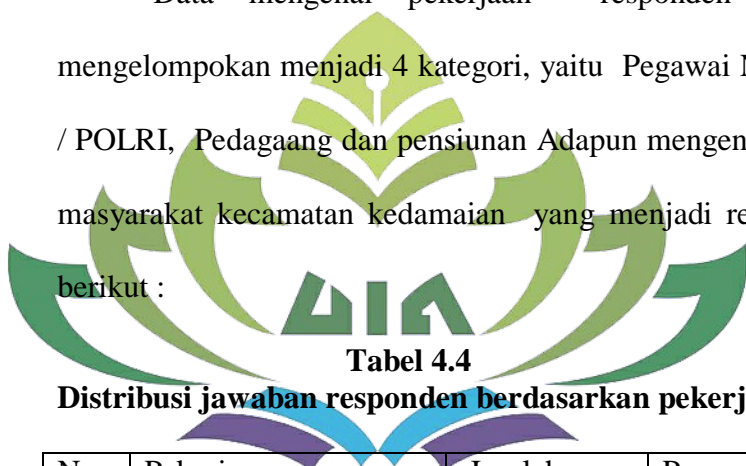 Data mengenai pekerjaan responden
mengelompokan menjadi 4 kategori, yaitu Pegawai
/ POLRI, Pedagaang dan pensiunan Adapun mengen
masyarakat kecamatan kedamaian yang menjadi re
berikut :
UIN
Tabel 4.4
Distribusi jawaban responden berdasarkan pekerj